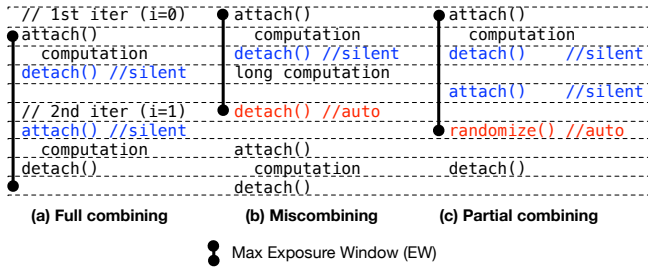 // 1st iter (i=0)
attach()
computation
detach() //silent
// 2nd iter (i=1)
attach() //silent
computation
detach()
(a) Full combining
attach()
computation
detach() //silent
long computation
detach() //auto
attach()
computation
detach()
(b) Miscombining
attach()
computation
detach() //silent
attach() //silent
randomize() //auto
detach()
(c) Partial combining
Max Exposure Window (EW)